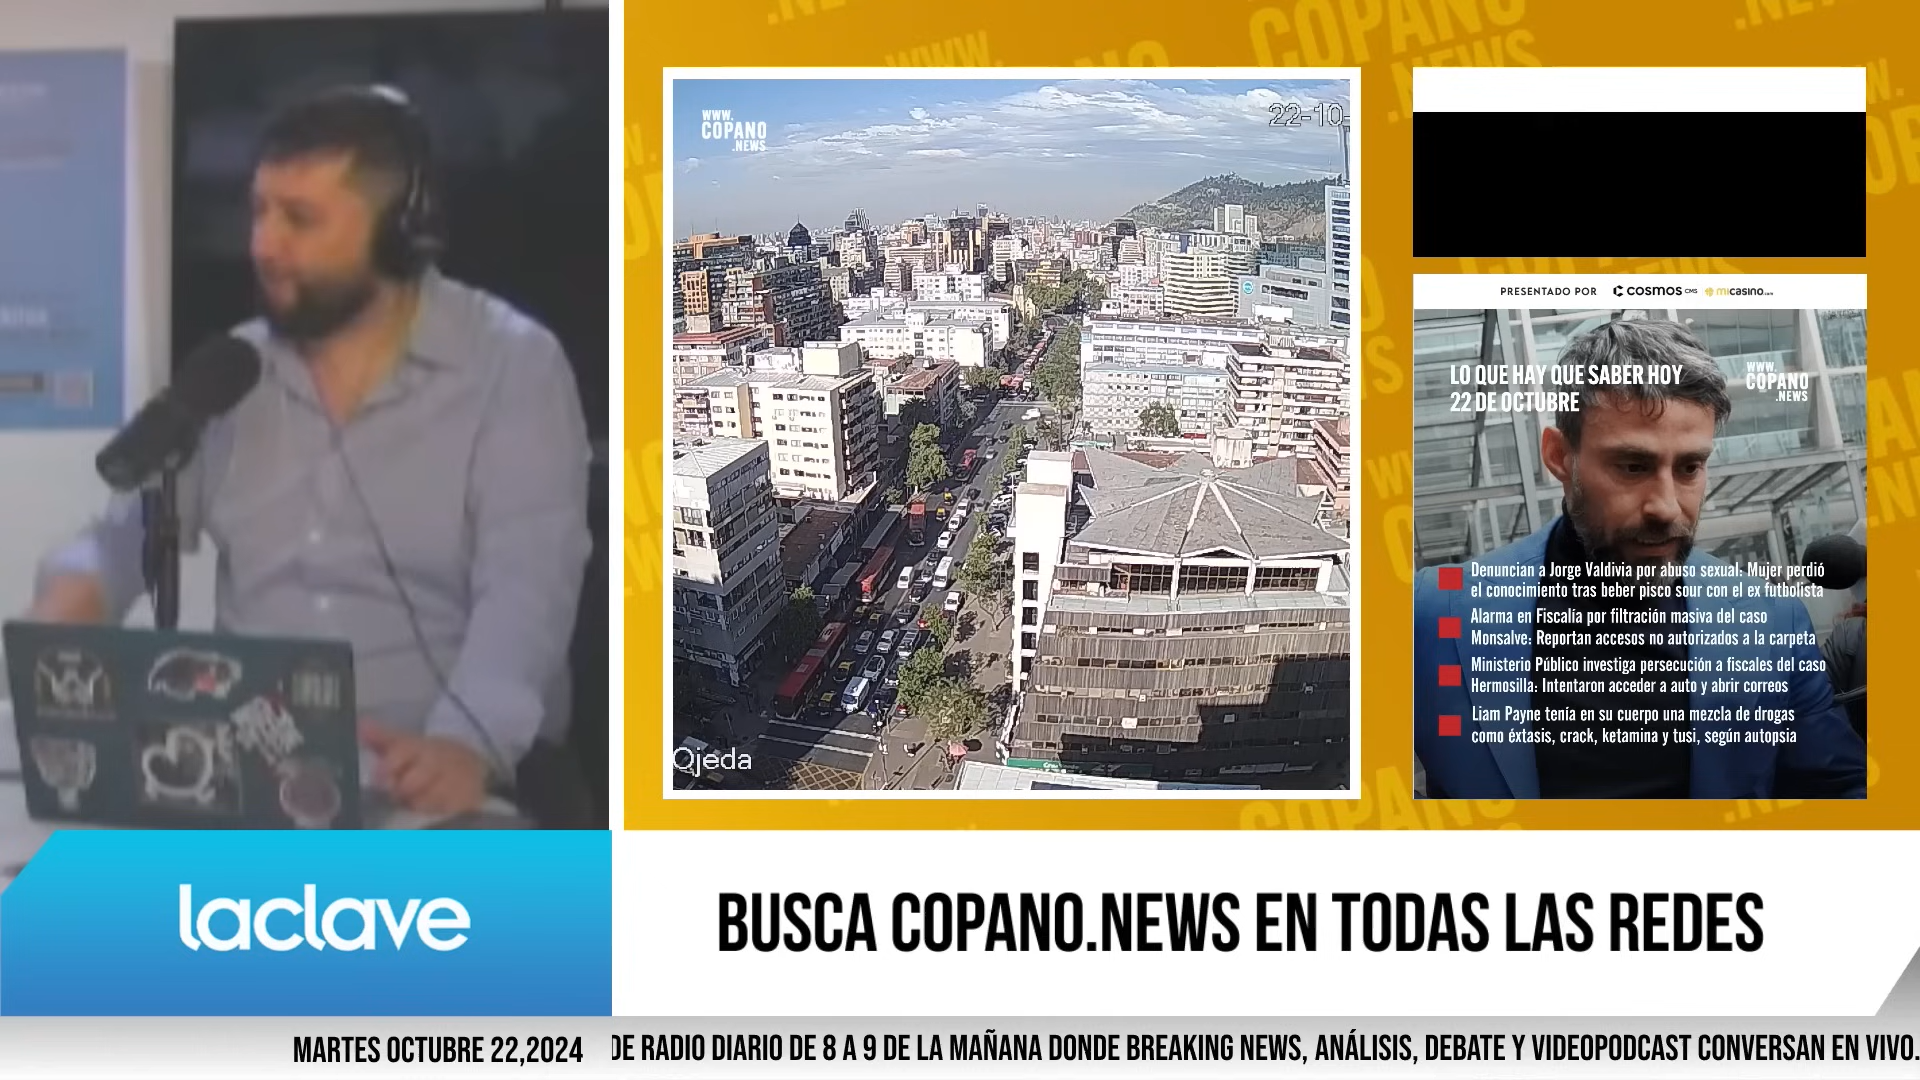 WWW.
COPANO
.NEWS
22-10-
Ojeda
PRESENTADO POR COSMOS CMS micasino.com
LO QUE HAY QUE SABER HOY
22 DE OCTUBRE
WWW.
COPANO
.NEWS
Denuncian a Jorge Valdivia por abuso sexual: Mujer perdió
el conocimiento tras beber pisco sour con el ex futbolista
Alarma en Fiscalía por filtración masiva del caso
Monsalve: Reportan accesos no autorizados a la carpeta
Ministerio Público investiga persecución a fiscales del caso
Hermosilla: Intentaron acceder a auto y abrir correos
Liam Payne tenía en su cuerpo una mezcla de drogas
como éxtasis, crack, ketamina y tusi, según autopsia
laclave
BUSCA COPANO.NEWS EN TODAS LAS REDES
MARTES OCTUBRE 22,2024
DE RADIO DIARIO DE 8 A 9 DE LA MAÑANA DONDE BREAKING NEWS, ANÁLISIS, DEBATE Y VIDEOPODCAST CONVERSAN EN VIVO.